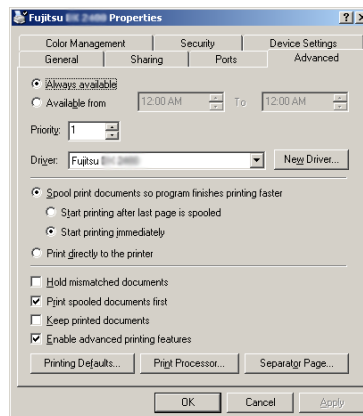 Fujitsu Properties
Color Management Security Device Settings
General Sharing Ports Advanced
Always available
Available from 12:00 AM To 12:00 AM
Priority: 1
Driver: Fujitsu New Driver...
Spool print documents so program finishes printing faster
Start printing after last page is spooled
Start printing immediately
Print directly to the printer
Hold mismatched documents
Print spooled documents first
Keep printed documents
Enable advanced printing features
Printing Defaults... Print Processor... Separator Page...
OK Cancel Apply